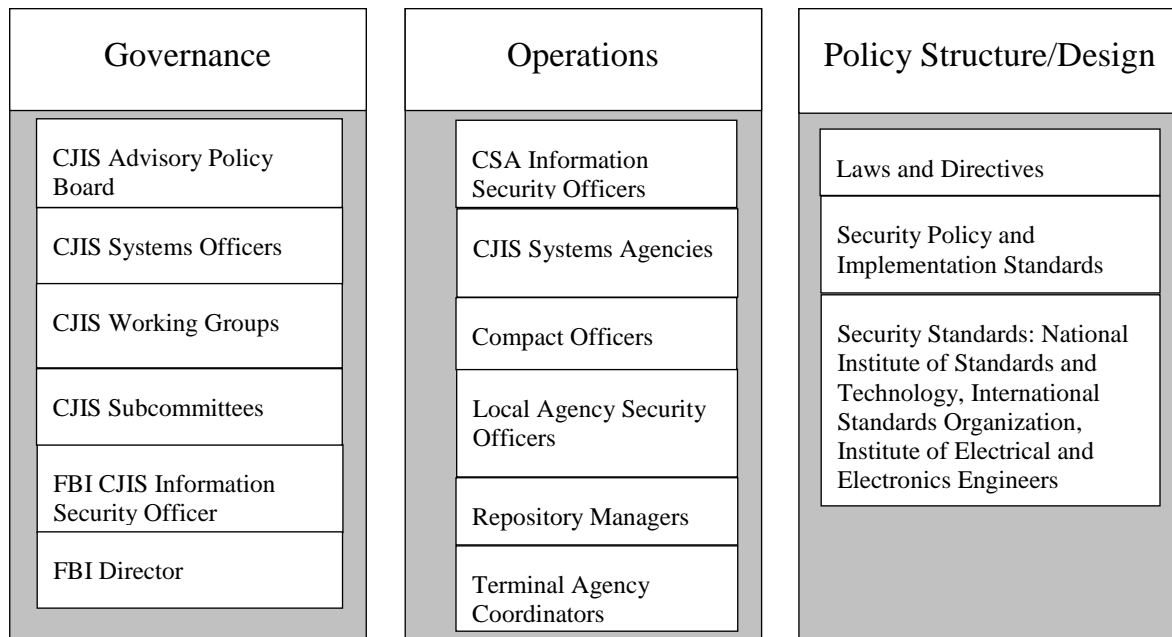 Governance
CJIS Advisory Policy
Board
CJIS Systems Officers
CJIS Working Groups
CJIS Subcommittees
FBI CJIS Information
Security Officer
FBI Director
Operations
CSA Information
Security Officers
CJIS Systems Agencies
Compact Officers
Local Agency Security
Officers
Repository Managers
Terminal Agency
Coordinators
Policy Structure/Design
Laws and Directives
Security Policy and
Implementation Standards
Security Standards: National
Institute of Standards and
Technology, International
Standards Organization,
Institute of Electrical and
Electronics Engineers